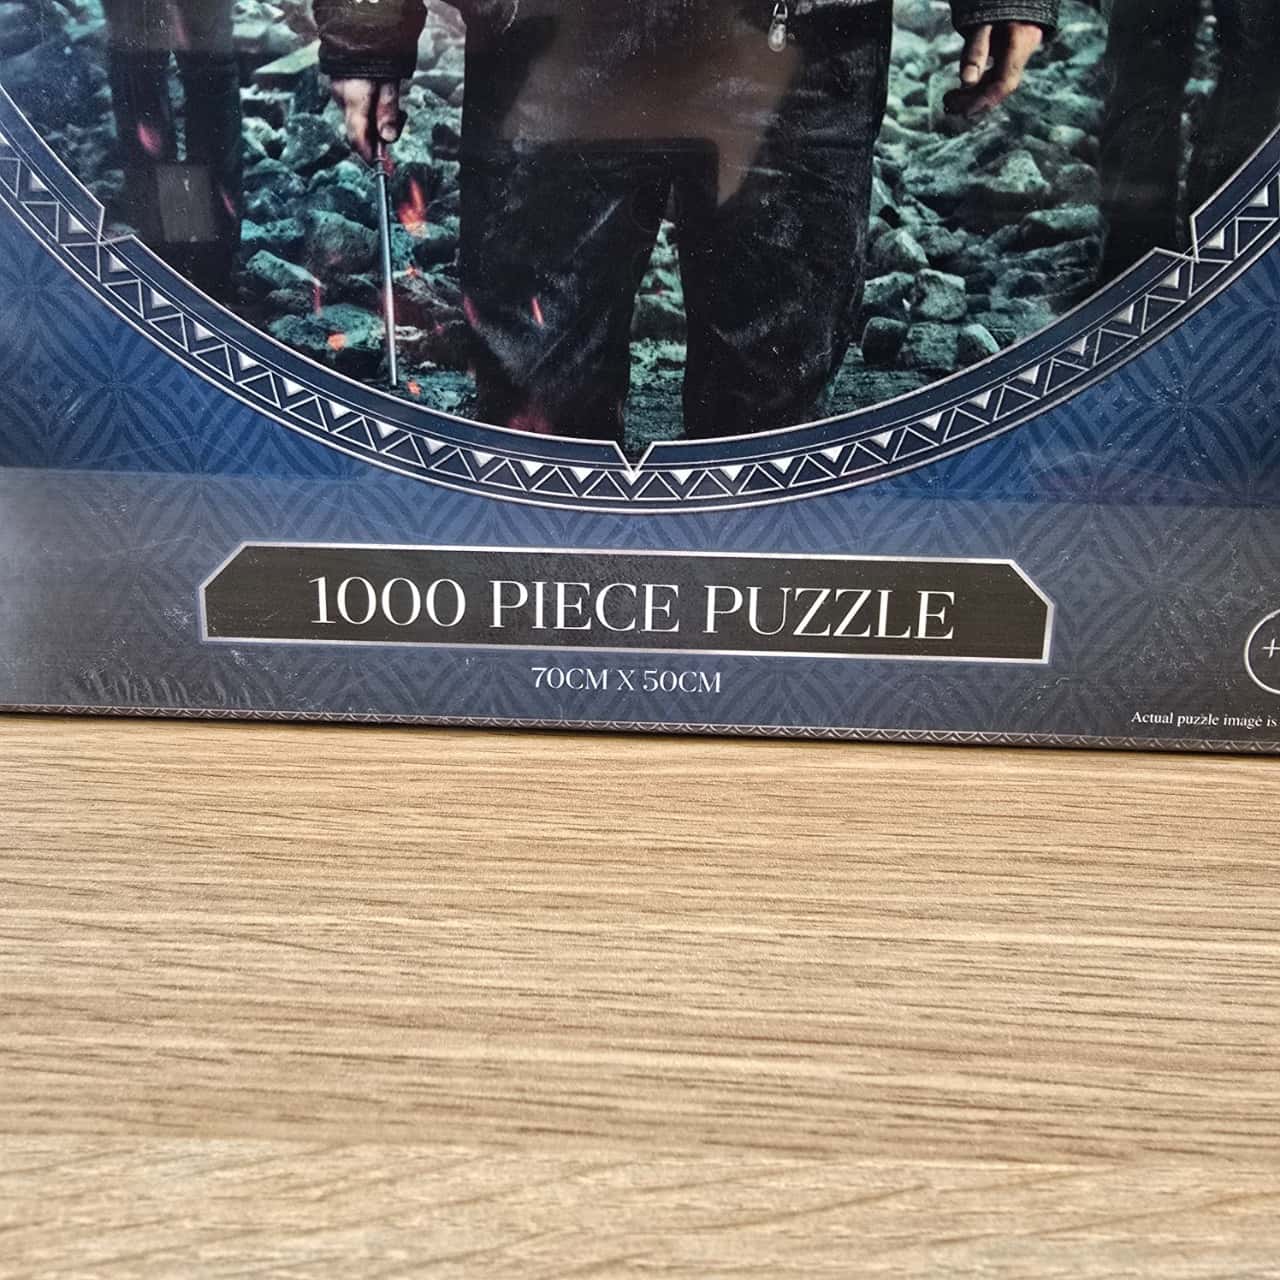 1000 PIECE PUZZLE
70CM X 50CM
+
Actual puzzle image is